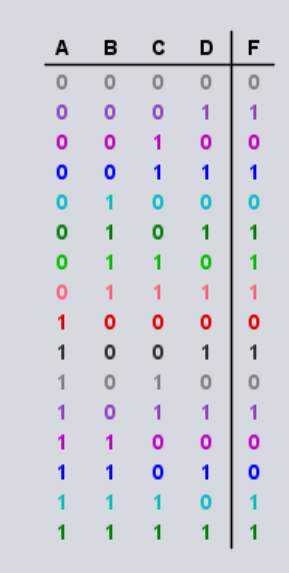 A B C D F
0 0 0 0 0
0 0 0 1 1
0 0 1 0 0
0 0 1 1 1
0 1 0 0 0
0 1 0 1 1
0 1 1 0 1
0 1 1 1 1
1 0 0 0 0
1 0 0 1 1
1 0 1 0 0
1 0 1 1 1
1 1 0 0 0
1 1 0 1 0
1 1 1 0 1
1 1 1 1 1